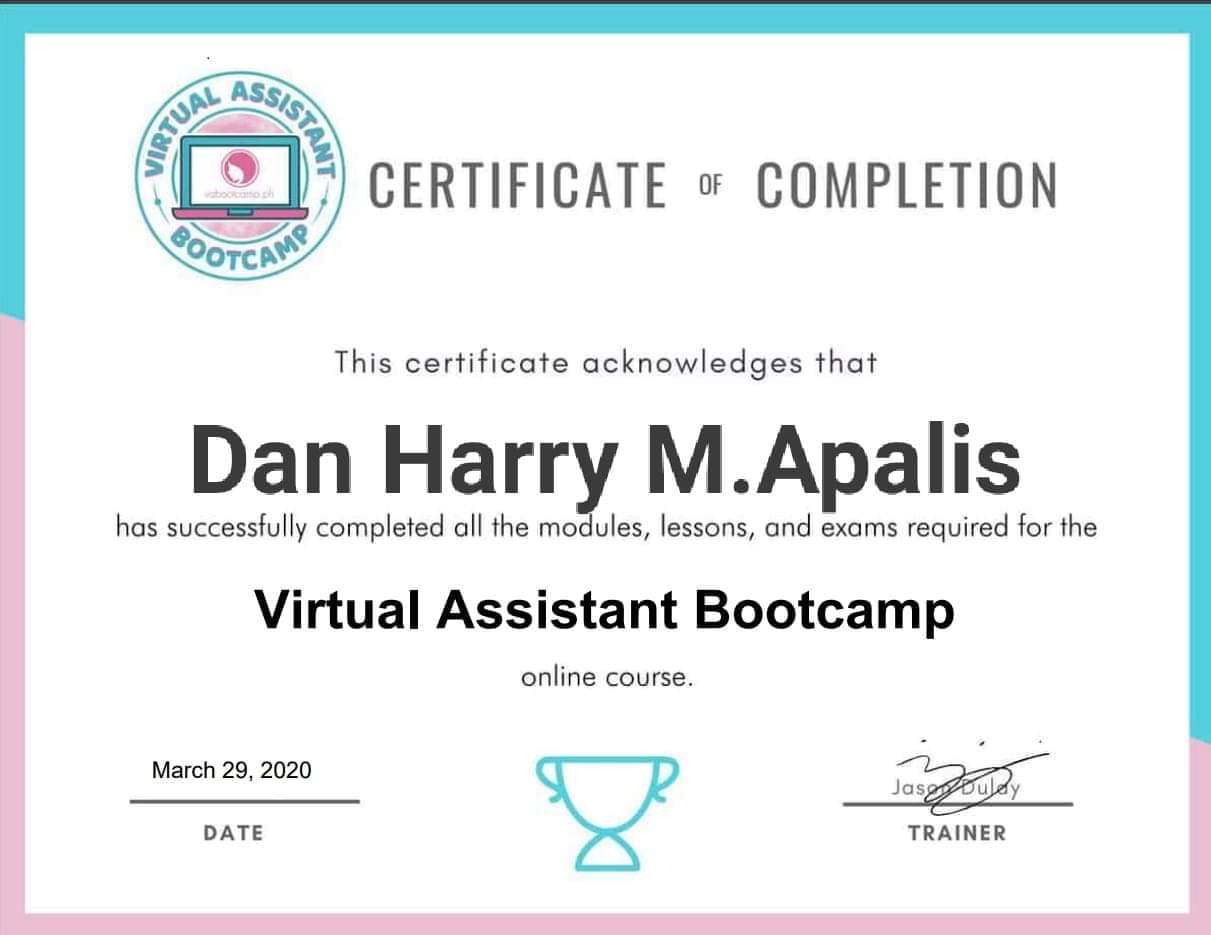 VIRTUAL ASSISTANT
vabootcamp.ph
BOOTCAMP
CERTIFICATE OF COMPLETION
This certificate acknowledges that
Dan Harry M.Apalis
has successfully completed all the modules, lessons, and exams required for the
Virtual Assistant Bootcamp
online course.
March 29, 2020
DATE
Jason Dulay
TRAINER